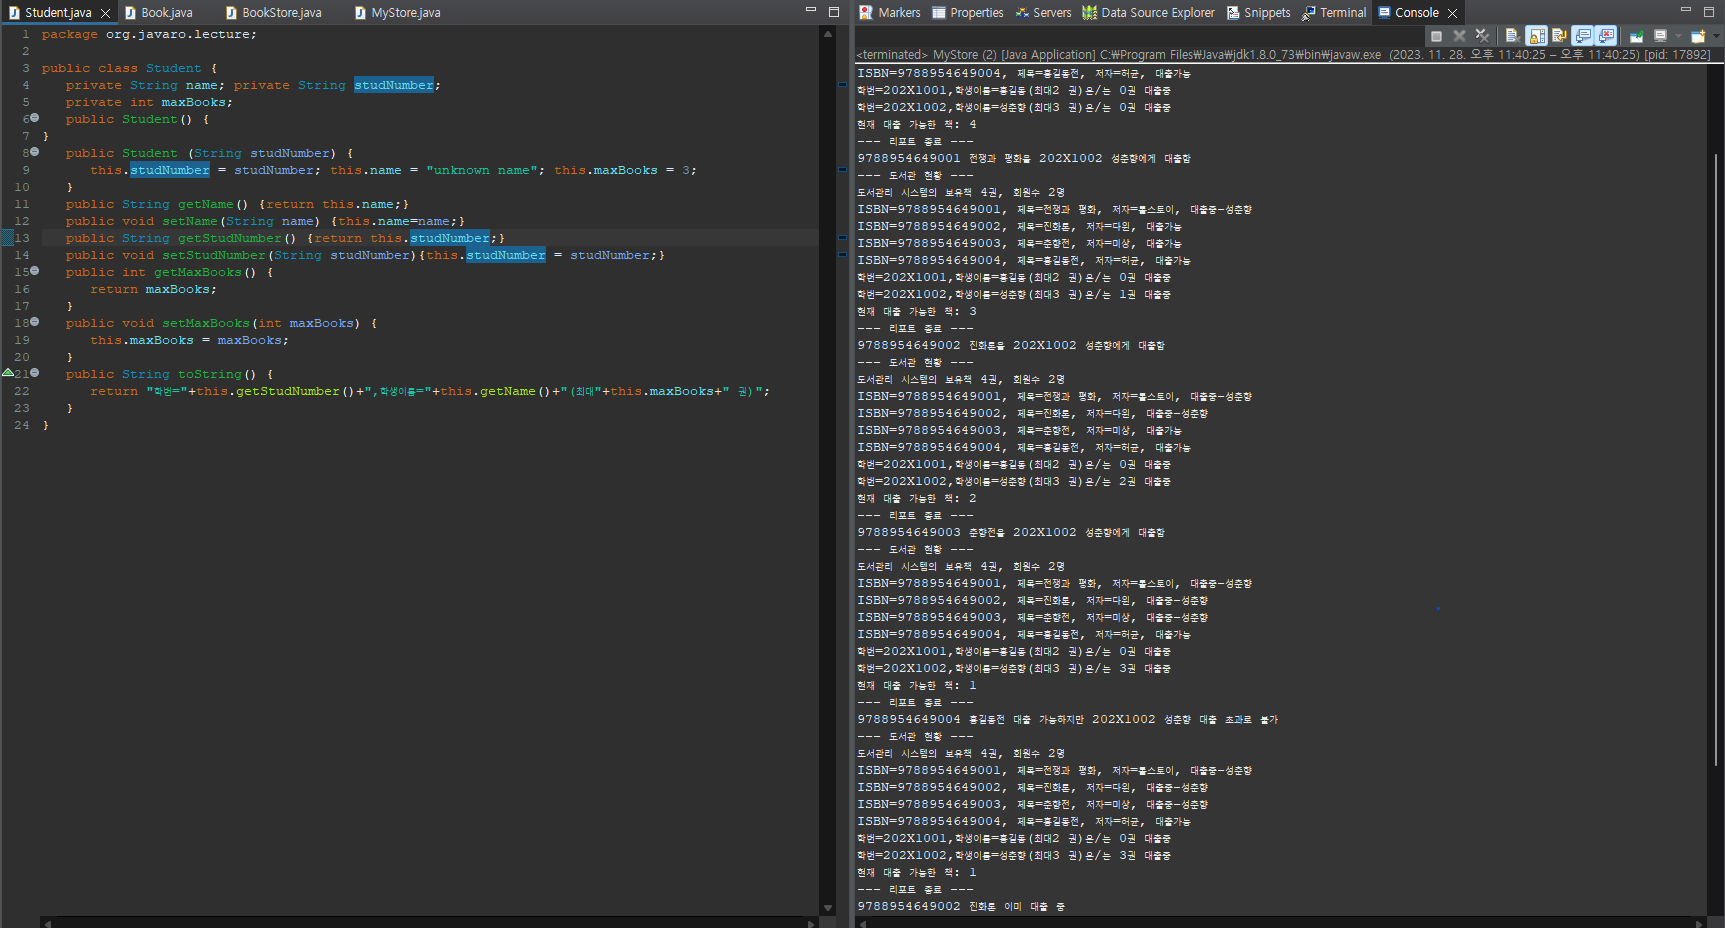 Student.java Book.java BookStore.java MyStore.java
1 package org.javaro.lecture;
2
3 public class Student {
4 private String name; private String studNumber;
5 private int maxBooks;
6 public Student() {
7 }
8 public Student (String studNumber) {
9 this.studNumber = studNumber; this.name = "unknown name"; this.maxBooks = 3;
10 }
11 public String getName() {return this.name;}
12 public void setName(String name) {this.name=name;}
13 public String getStudNumber() {return this.studNumber;}
14 public void setStudNumber(String studNumber){this.studNumber = studNumber;}
15 public int getMaxBooks() {
16 return maxBooks;
17 }
18 public void setMaxBooks(int maxBooks) {
19 this.maxBooks = maxBooks;
20 }
21 public String toString() {
22 return "학번="+this.getStudNumber()+",학생이름="+this.getName()+"(최대"+this.maxBooks+" 권)";
23 }
24 }
Markers Properties Servers Data Source Explorer Snippets Terminal Console
<terminated> MyStore (2) [Java Application] C:₩Program Files₩Java₩jdk1.8.0_73₩bin₩javaw.exe (2023. 11. 28. 오후 11:40:25 – 오후 11:40:25) [pid: 17892]
ISBN=9788954649004, 제목=홍길동전, 저자=허균, 대출가능
학번=202X1001,학생이름=홍길동(최대2 권)은/는 0권 대출중
학번=202X1002,학생이름=성춘향(최대3 권)은/는 0권 대출중
현재 대출 가능한 책: 4
--- 리포트 종료 ---
9788954649001 전쟁과 평화을 202X1002 성춘향에게 대출함
--- 도서관 현황 ---
도서관리 시스템의 보유책 4권, 회원수 2명
ISBN=9788954649001, 제목=전쟁과 평화, 저자=톨스토이, 대출중-성춘향
ISBN=9788954649002, 제목=진화론, 저자=다윈, 대출가능
ISBN=9788954649003, 제목=춘향전, 저자=미상, 대출가능
ISBN=9788954649004, 제목=홍길동전, 저자=허균, 대출가능
학번=202X1001,학생이름=홍길동(최대2 권)은/는 0권 대출중
학번=202X1002,학생이름=성춘향(최대3 권)은/는 1권 대출중
현재 대출 가능한 책: 3
--- 리포트 종료 ---
9788954649002 진화론을 202X1002 성춘향에게 대출함
--- 도서관 현황 ---
도서관리 시스템의 보유책 4권, 회원수 2명
ISBN=9788954649001, 제목=전쟁과 평화, 저자=톨스토이, 대출중-성춘향
ISBN=9788954649002, 제목=진화론, 저자=다윈, 대출중-성춘향
ISBN=9788954649003, 제목=춘향전, 저자=미상, 대출가능
ISBN=9788954649004, 제목=홍길동전, 저자=허균, 대출가능
학번=202X1001,학생이름=홍길동(최대2 권)은/는 0권 대출중
학번=202X1002,학생이름=성춘향(최대3 권)은/는 2권 대출중
현재 대출 가능한 책: 2
--- 리포트 종료 ---
9788954649003 춘향전을 202X1002 성춘향에게 대출함
--- 도서관 현황 ---
도서관리 시스템의 보유책 4권, 회원수 2명
ISBN=9788954649001, 제목=전쟁과 평화, 저자=톨스토이, 대출중-성춘향
ISBN=9788954649002, 제목=진화론, 저자=다윈, 대출중-성춘향
ISBN=9788954649003, 제목=춘향전, 저자=미상, 대출중-성춘향
ISBN=9788954649004, 제목=홍길동전, 저자=허균, 대출가능
학번=202X1001,학생이름=홍길동(최대2 권)은/는 0권 대출중
학번=202X1002,학생이름=성춘향(최대3 권)은/는 3권 대출중
현재 대출 가능한 책: 1
--- 리포트 종료 ---
9788954649004 홍길동전 대출 가능하지만 202X1002 성춘향 대출 초과로 불가
--- 도서관 현황 ---
도서관리 시스템의 보유책 4권, 회원수 2명
ISBN=9788954649001, 제목=전쟁과 평화, 저자=톨스토이, 대출중-성춘향
ISBN=9788954649002, 제목=진화론, 저자=다윈, 대출중-성춘향
ISBN=9788954649003, 제목=춘향전, 저자=미상, 대출중-성춘향
ISBN=9788954649004, 제목=홍길동전, 저자=허균, 대출가능
학번=202X1001,학생이름=홍길동(최대2 권)은/는 0권 대출중
학번=202X1002,학생이름=성춘향(최대3 권)은/는 3권 대출중
현재 대출 가능한 책: 1
--- 리포트 종료 ---
9788954649002 진화론 이미 대출 중